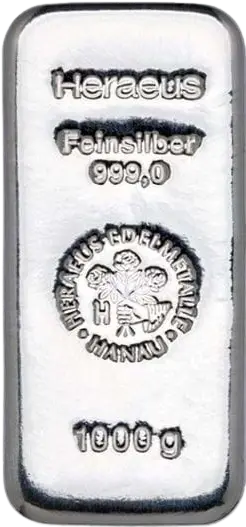 Heraeus
Feinsilber
999,0
HERAEUS EDELMETALLE
H
HANAU
1000 g